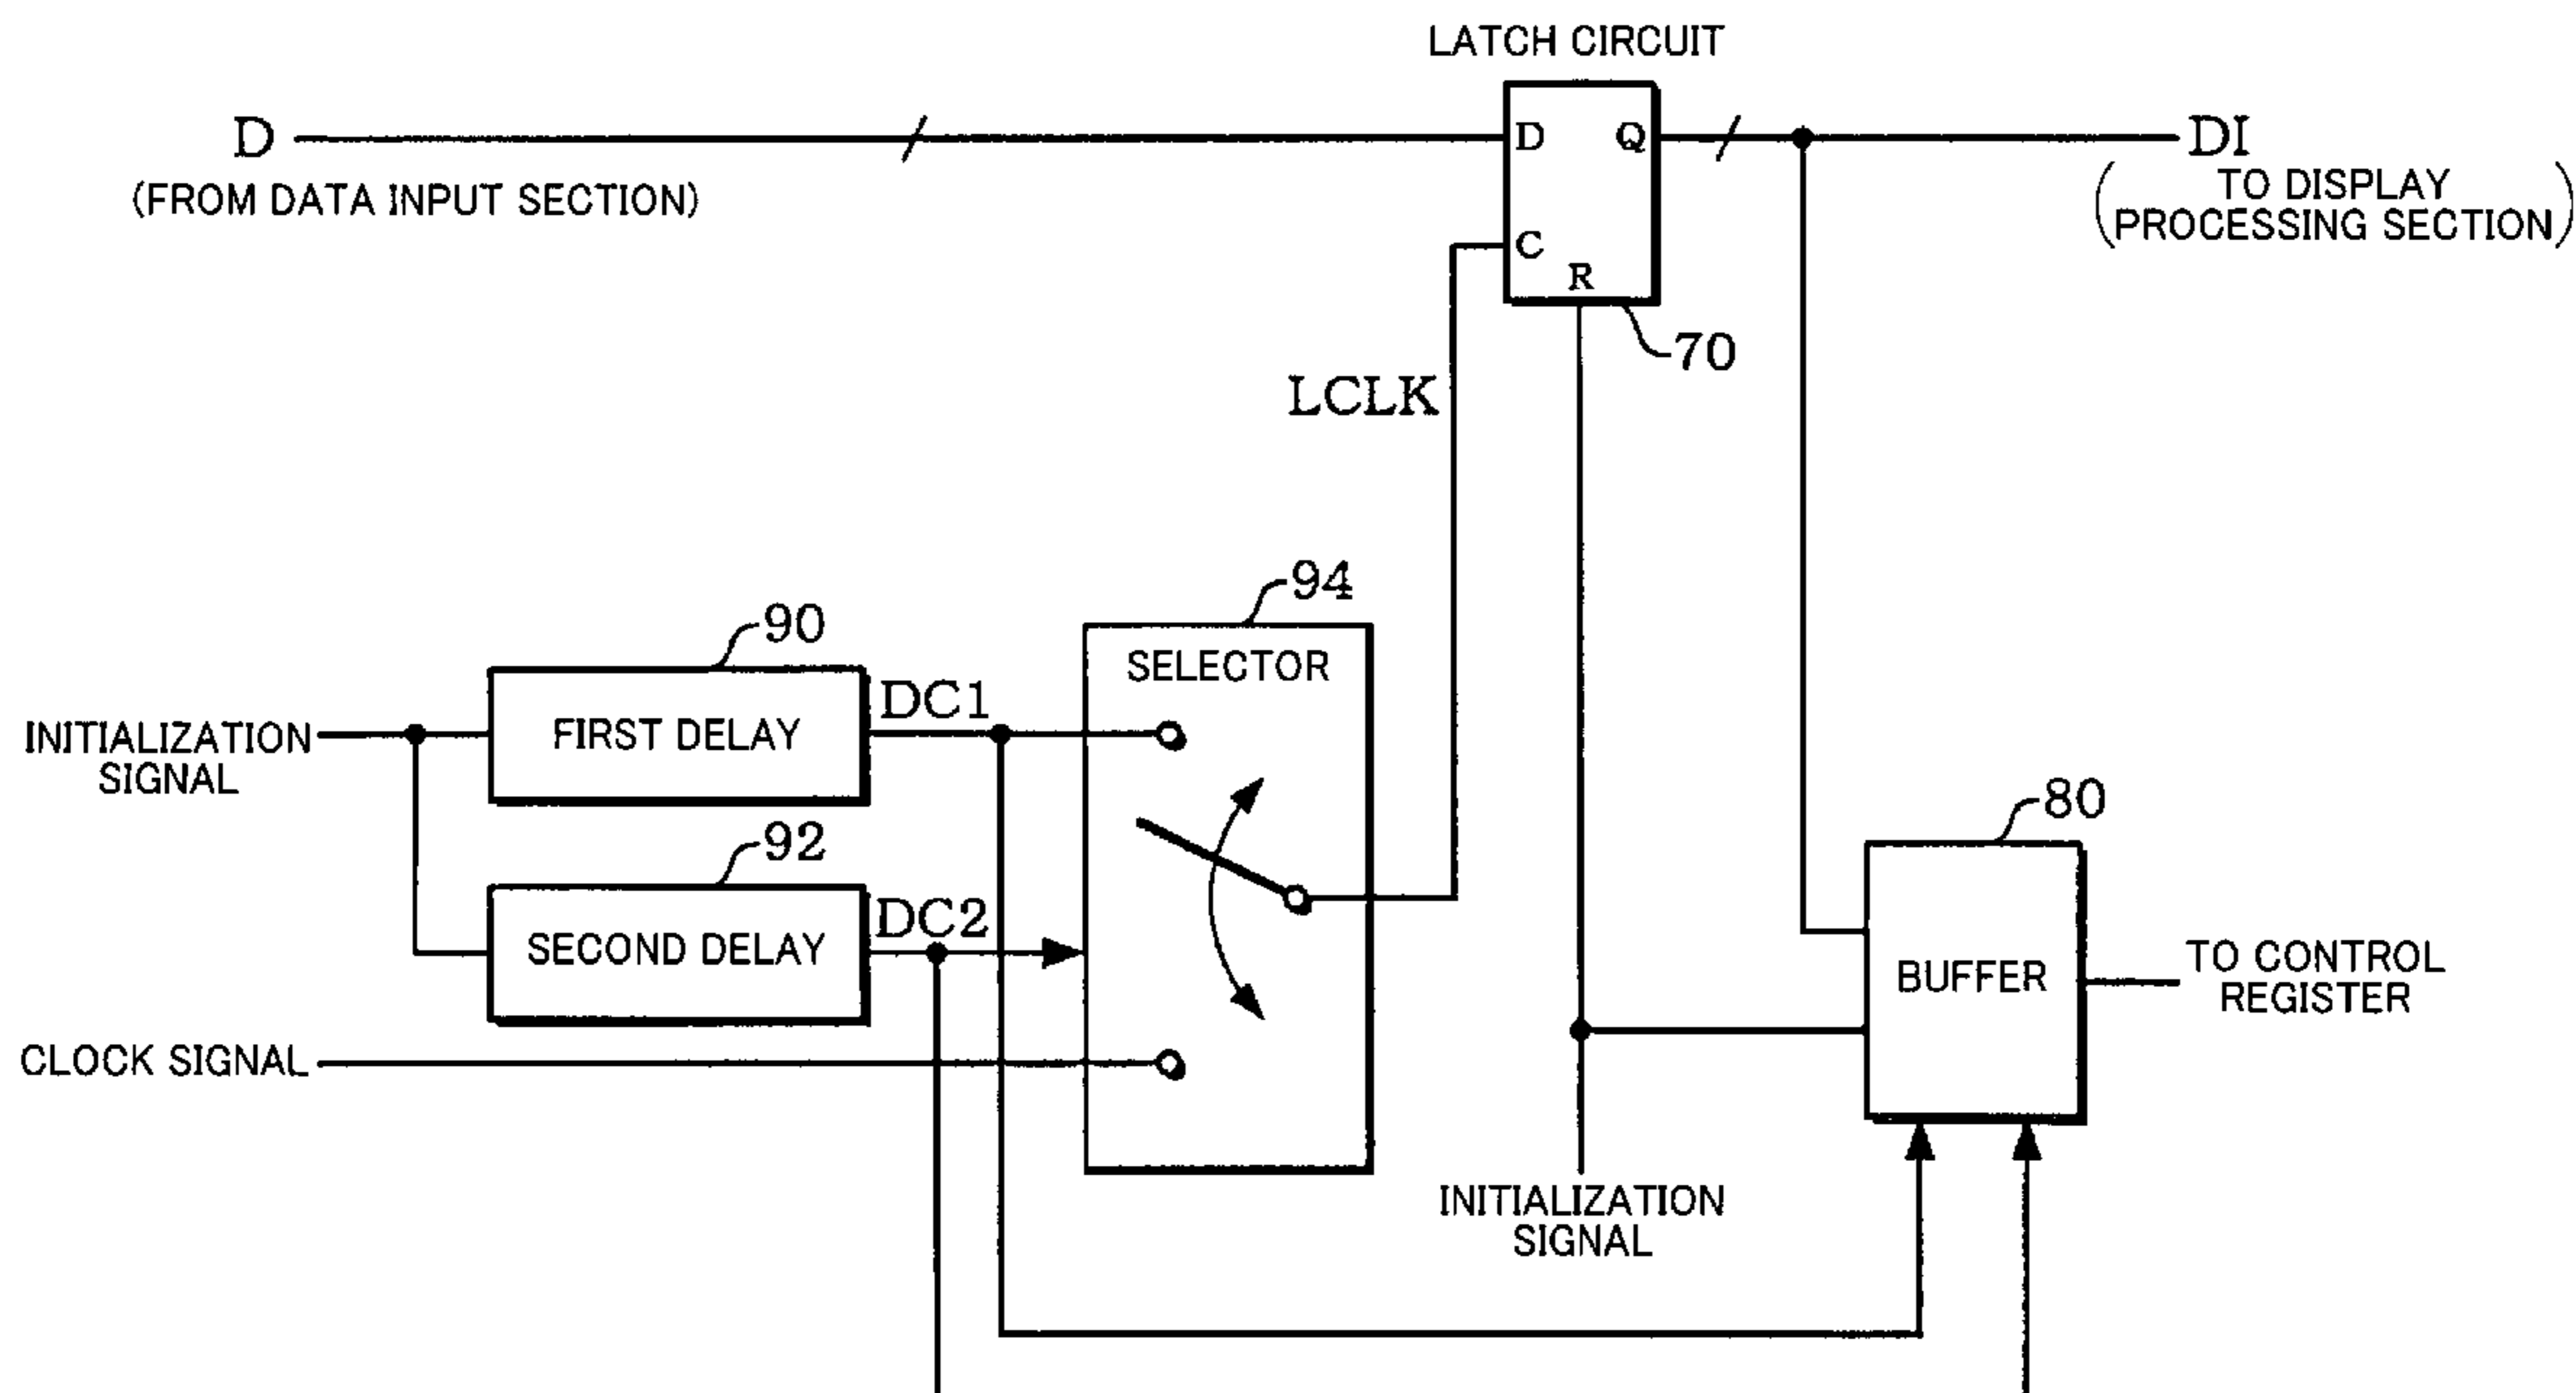 LATCH CIRCUIT
D
(FROM DATA INPUT SECTION)
D
Q
C
R
DI
(TO DISPLAY
PROCESSING SECTION)
70
LCLK
94
SELECTOR
90
FIRST DELAY
DC1
INITIALIZATION
SIGNAL
92
SECOND DELAY
DC2
CLOCK SIGNAL
80
BUFFER
TO CONTROL
REGISTER
INITIALIZATION
SIGNAL